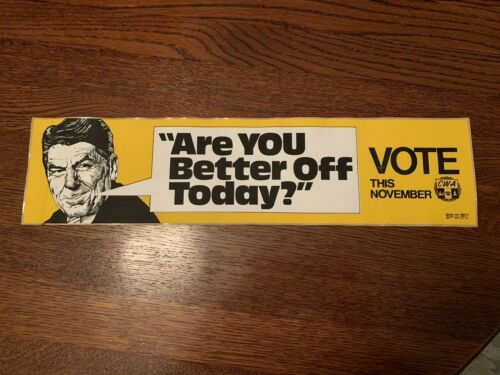 "Are YOU
Better Off
Today?"
VOTE
THIS
NOVEMBER
CWA